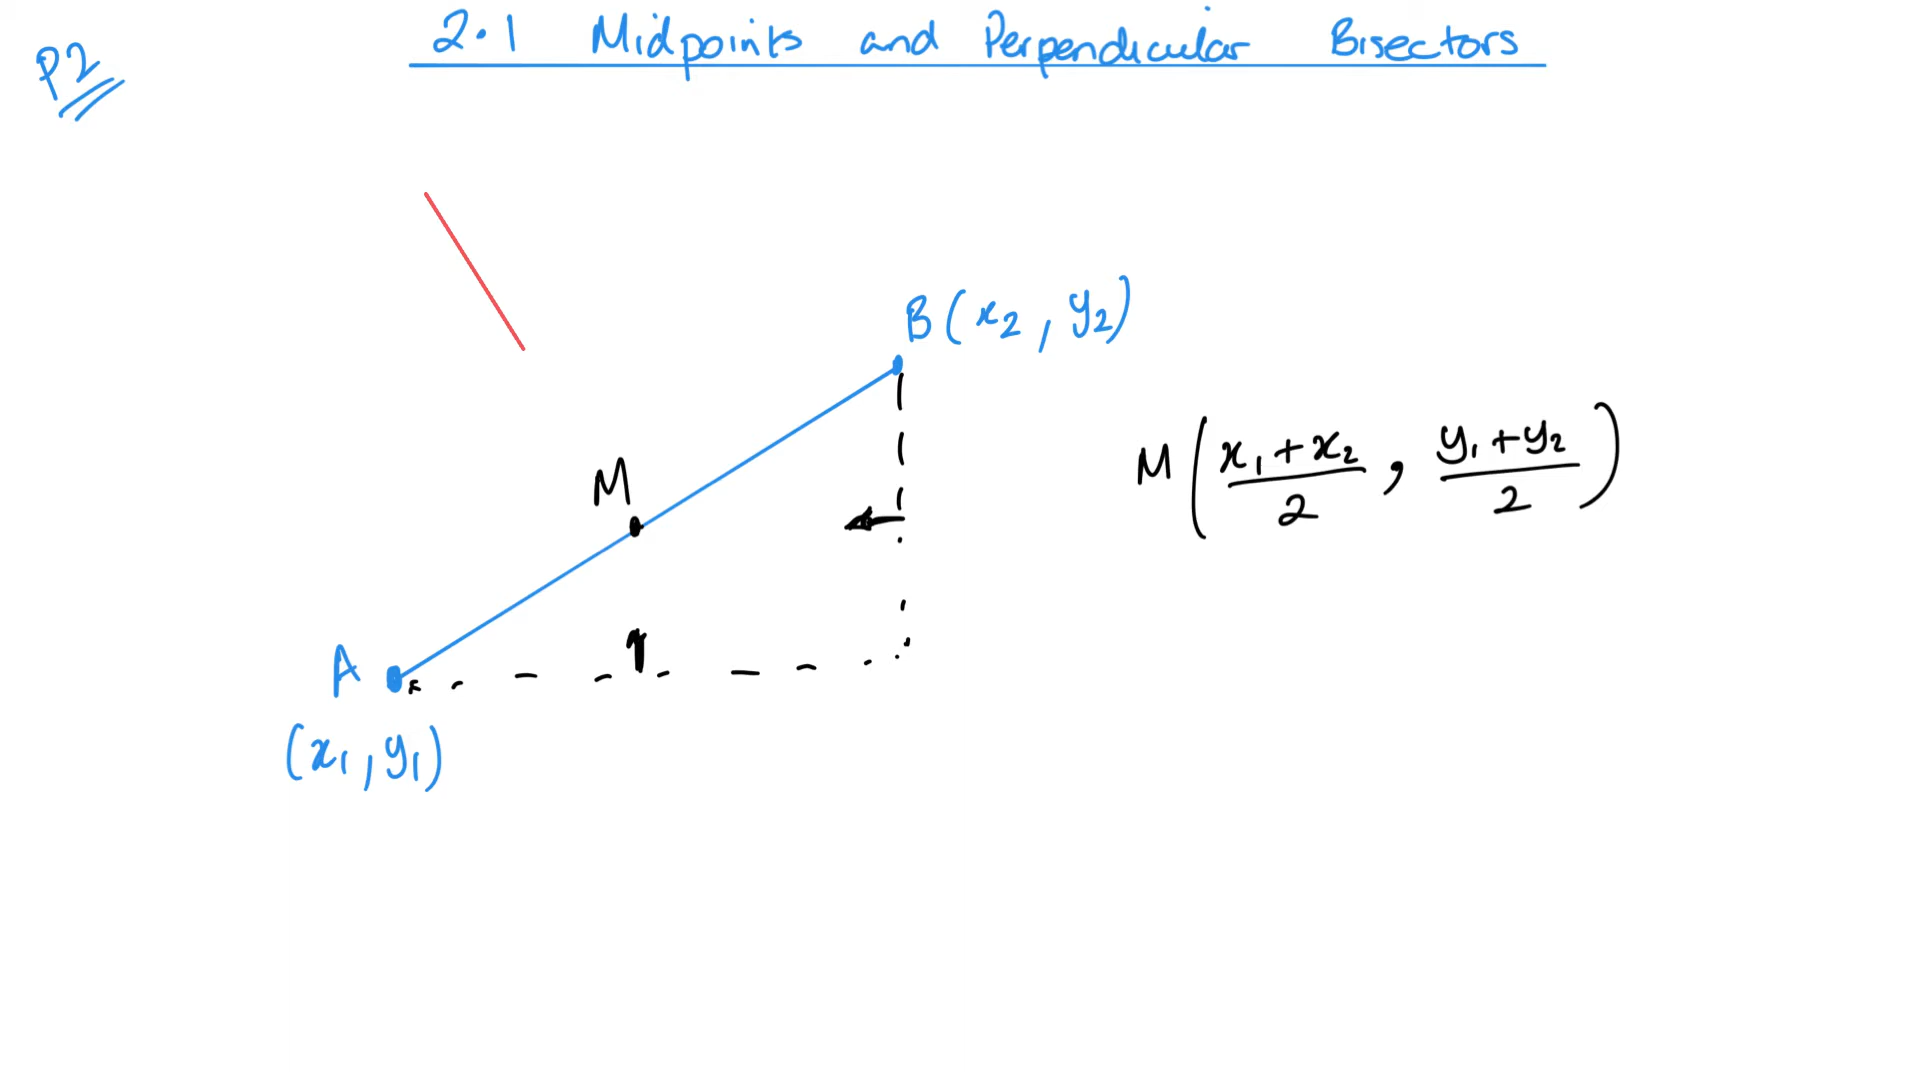 P2
2.1 Midpoints and Perpendicular Bisectors
B(x₂, y₂)
M
M((x₁+x₂)/2, (y₁+y₂)/2)
A
(x₁, y₁)